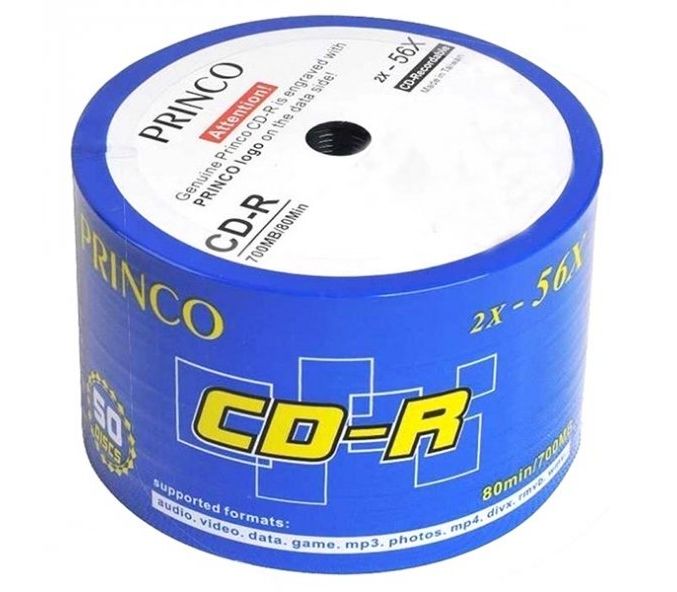 PRINCO
Attention!
Genuine Princo CD-R is engraved with
PRINCO logo on the data side!
CD-R
700MB/80Min
2X - 56X
CD-Recordable
Made in Taiwan
PRINCO
2X - 56X
50
DISCS
CD-R
80min/700MB
supported formats:
audio. video. data. game. mp3. photos. mp4. divx. rmvb. wmv.